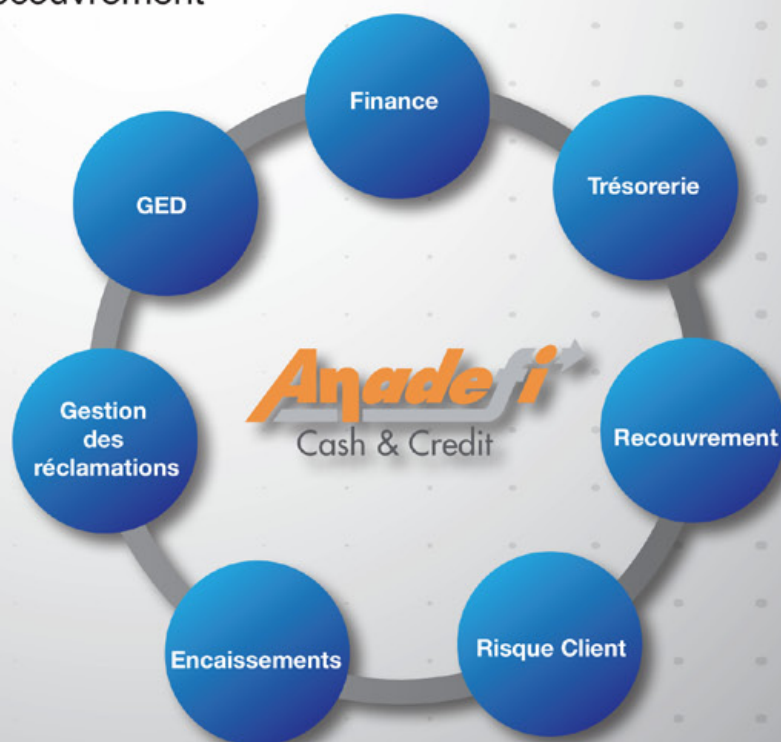 Finance
Trésorerie
GED
Anadefi
Cash & Credit
Gestion
des
réclamations
Recouvrement
Encaissements
Risque Client